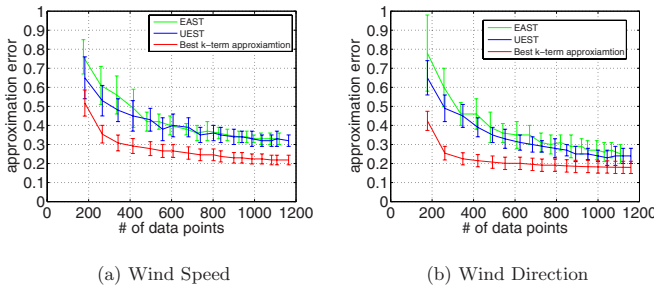 a)
EAST
UEST
Best k-term approxiamtion
approximation error
1
0.9
0.8
0.7
0.6
0.5
0.4
0.3
0.2
0.1
0
0 200 400 600 800 1000 1200
# of data points
(a) Wind Speed
b)
EAST
UEST
Best k-term approxiamtion
approximation error
1
0.9
0.8
0.7
0.6
0.5
0.4
0.3
0.2
0.1
0
0 200 400 600 800 1000 1200
# of data points
(b) Wind Direction